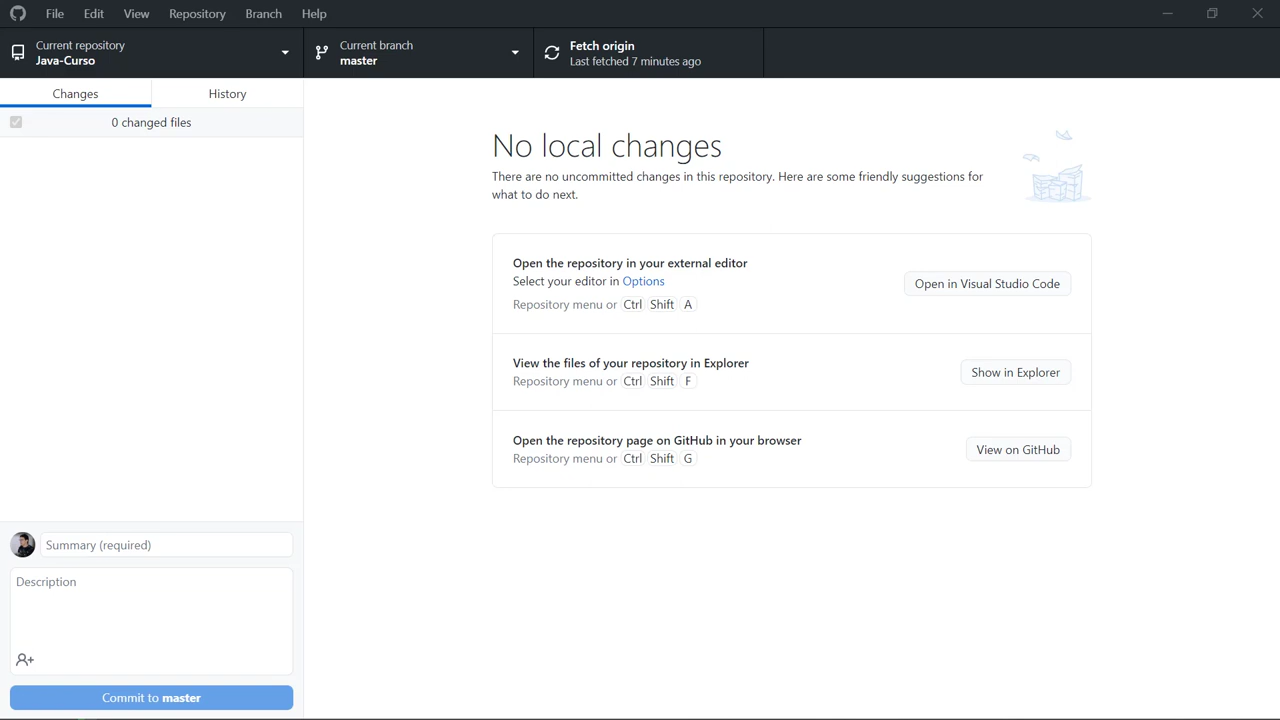 File Edit View Repository Branch Help
Current repository
Java-Curso
Current branch
master
Fetch origin
Last fetched 7 minutes ago
Changes
History
0 changed files
No local changes
There are no uncommitted changes in this repository. Here are some friendly suggestions for
what to do next.
Open the repository in your external editor
Select your editor in Options
Repository menu or Ctrl Shift A
Open in Visual Studio Code
View the files of your repository in Explorer
Repository menu or Ctrl Shift F
Show in Explorer
Open the repository page on GitHub in your browser
Repository menu or Ctrl Shift G
View on GitHub
Summary (required)
Description
Commit to master